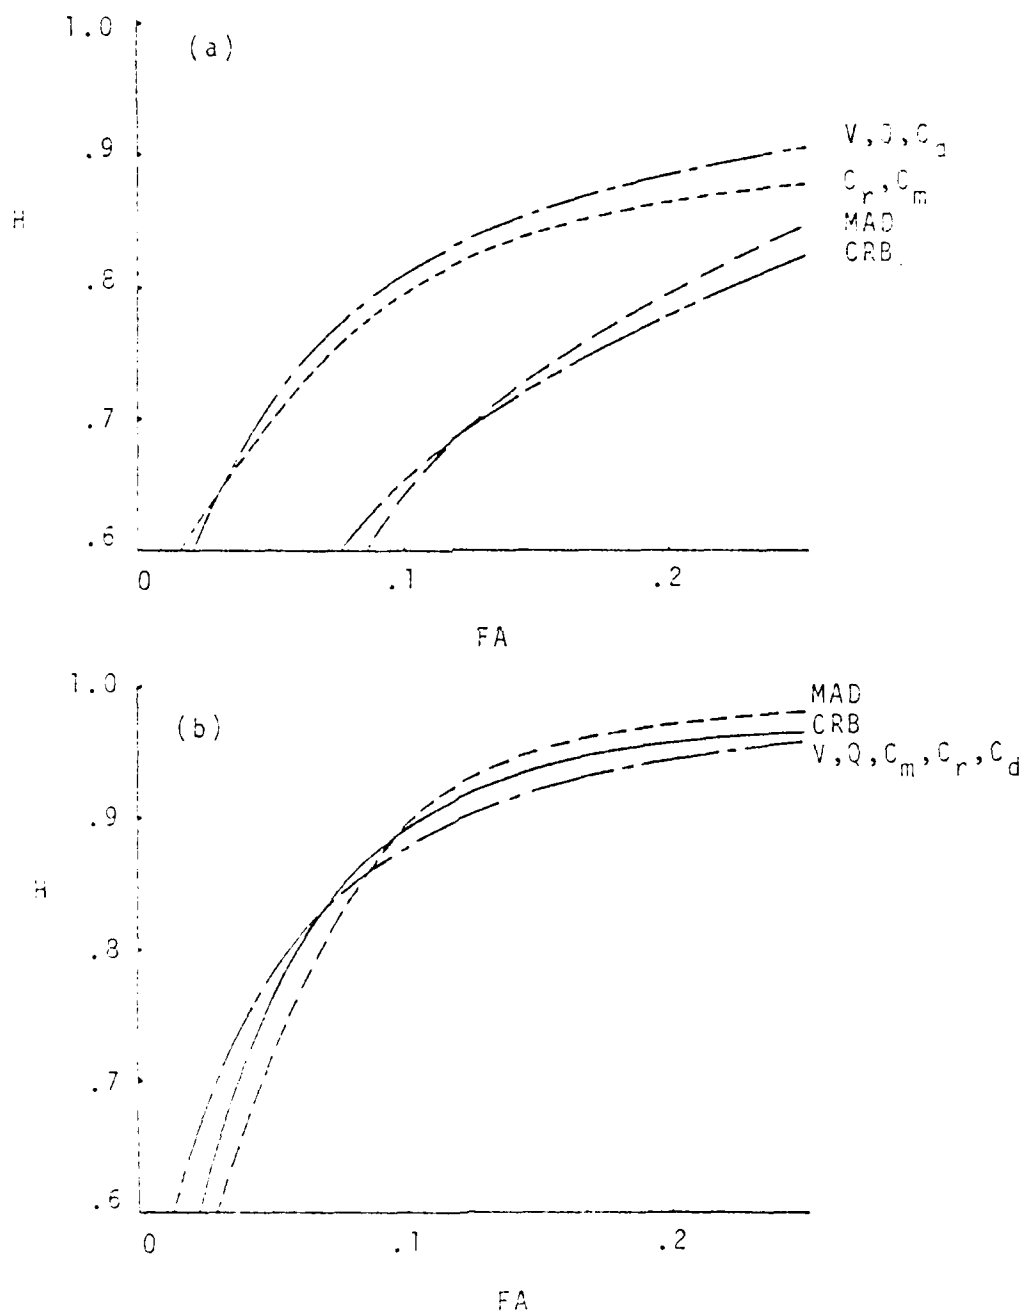 1.0
(a)
.9
H
.8
.7
.6
0
.1
.2
FA
V,Q,C_d
C_r,C_m
MAD
CRB
1.0
(b)
.9
H
.8
.7
.6
0
.1
.2
FA
MAD
CRB
V,Q,C_m,C_r,C_d